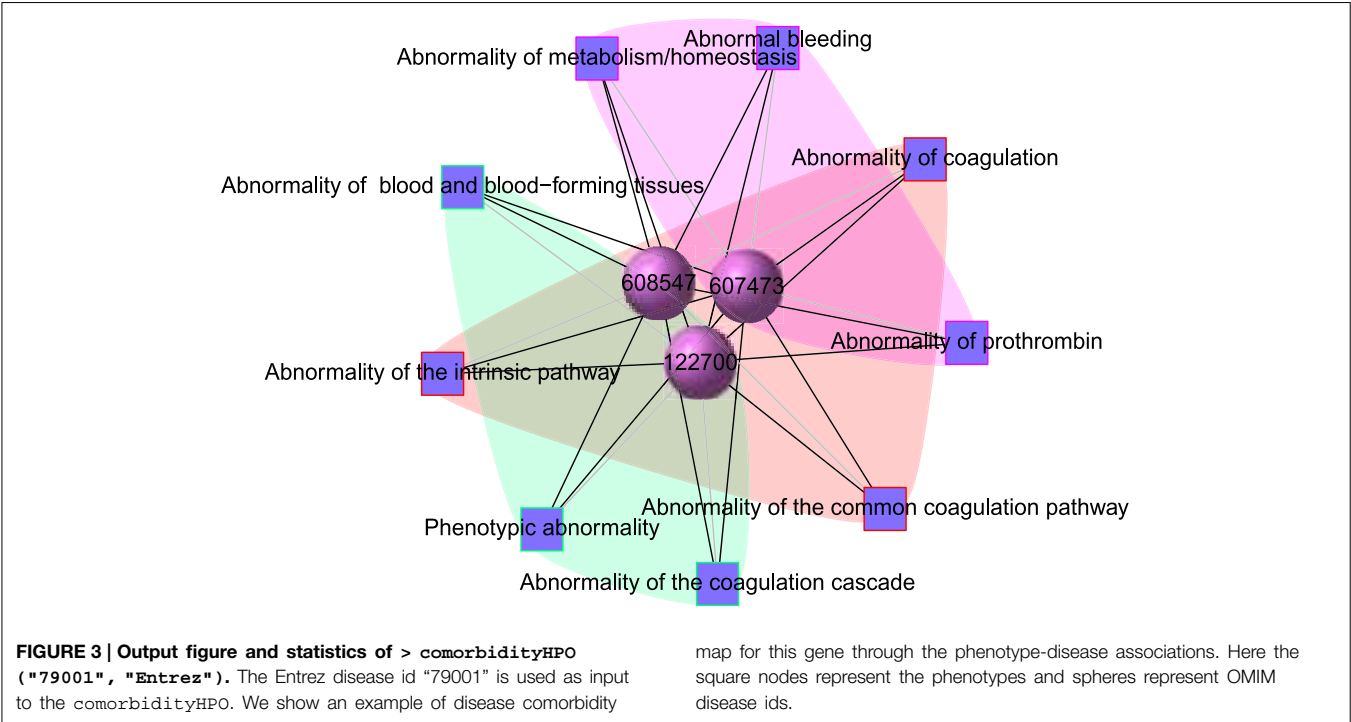 Abnormal bleeding
Abnormality of metabolism/homeostasis
Abnormality of coagulation
Abnormality of  blood and blood−forming tissues
608547
607473
Abnormality of prothrombin
122700
Abnormality of the intrinsic pathway
Abnormality of the common coagulation pathway
Phenotypic abnormality
Abnormality of the coagulation cascade
FIGURE 3 | Output figure and statistics of > comorbidityHPO
("79001", "Entrez"). The Entrez disease id “79001” is used as input
to the comorbidityHPO. We show an example of disease comorbidity
map for this gene through the phenotype-disease associations. Here the
square nodes represent the phenotypes and spheres represent OMIM
disease ids.